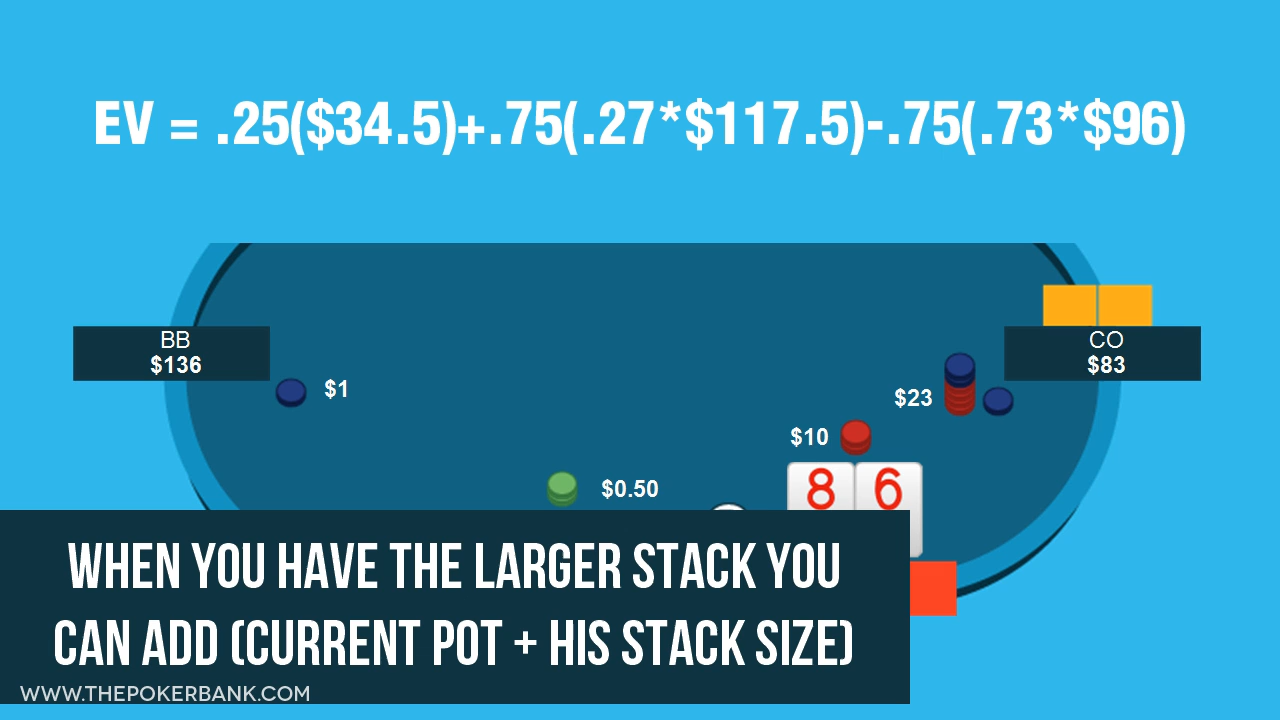 EV = .25($34.5)+.75(.27*$117.5)-.75(.73*$96)
BB
$136
CO
$83
$1
$23
$10
8 6
$0.50
WHEN YOU HAVE THE LARGER STACK YOU
CAN ADD (CURRENT POT + HIS STACK SIZE)
WWW.THEPOKERBANK.COM